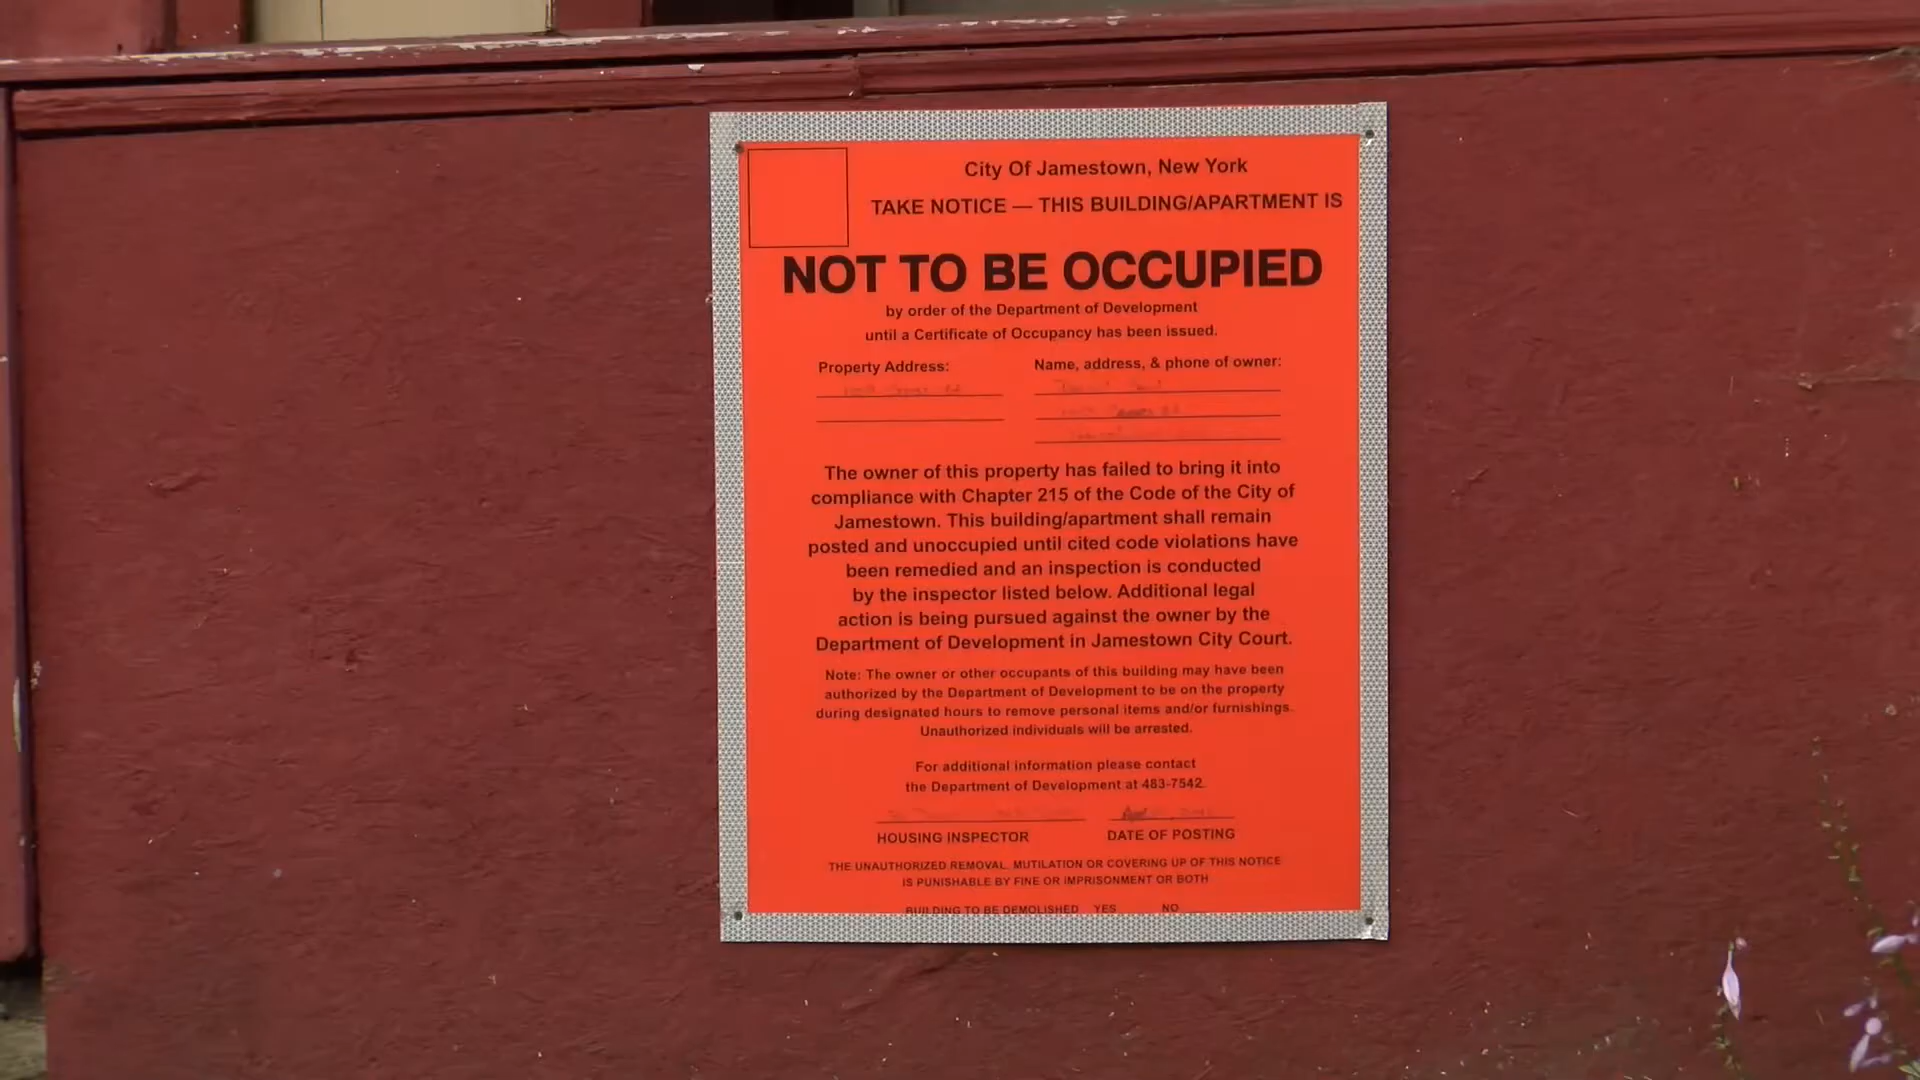 City Of Jamestown, New York
TAKE NOTICE — THIS BUILDING/APARTMENT IS
NOT TO BE OCCUPIED
by order of the Department of Development
until a Certificate of Occupancy has been issued.
Property Address:
Name, address, & phone of owner:
The owner of this property has failed to bring it into
compliance with Chapter 215 of the Code of the City of
Jamestown. This building/apartment shall remain
posted and unoccupied until cited code violations have
been remedied and an inspection is conducted
by the inspector listed below. Additional legal
action is being pursued against the owner by the
Department of Development in Jamestown City Court.
Note: The owner or other occupants of this building may have been
authorized by the Department of Development to be on the property
during designated hours to remove personal items and/or furnishings.
Unauthorized individuals will be arrested.
For additional information please contact
the Department of Development at 483-7542.
HOUSING INSPECTOR
DATE OF POSTING
THE UNAUTHORIZED REMOVAL, MUTILATION OR COVERING UP OF THIS NOTICE
IS PUNISHABLE BY FINE OR IMPRISONMENT OR BOTH
BUILDING TO BE DEMOLISHED YES NO